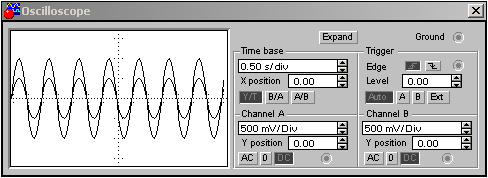 Oscilloscope
Expand Ground
Time base Trigger
0.50 s/div Edge
X position 0.00 Level 0.00
Y/T B/A A/B Auto A B Ext
Channel A Channel B
500 mV/Div 500 mV/Div
Y position 0.00 Y position 0.00
AC 0 DC AC 0 DC